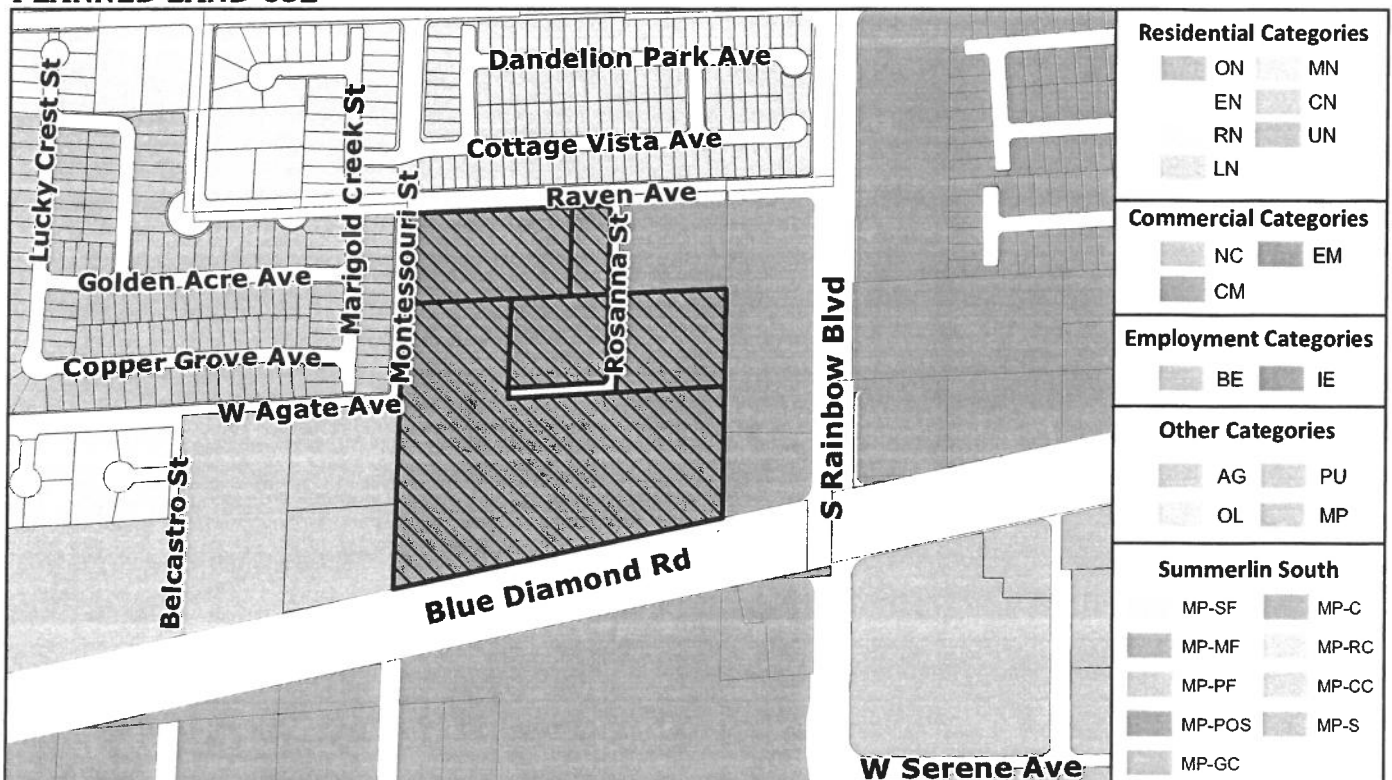 PLANNED LAND USE
Lucky Crest St
Marigold Creek St
Dandelion Park Ave
Cottage Vista Ave
Raven Ave
Montessouri St
Rosanna St
Golden Acre Ave
Copper Grove Ave
W Agate Ave
Belcastro St
S Rainbow Blvd
Blue Diamond Rd
W Serene Ave
Residential Categories
ON MN
EN CN
RN UN
LN
Commercial Categories
NC EM
CM
Employment Categories
BE IE
Other Categories
AG PU
OL MP
Summerlin South
MP-SF MP-C
MP-MF MP-RC
MP-PF MP-CC
MP-POS MP-S
MP-GC